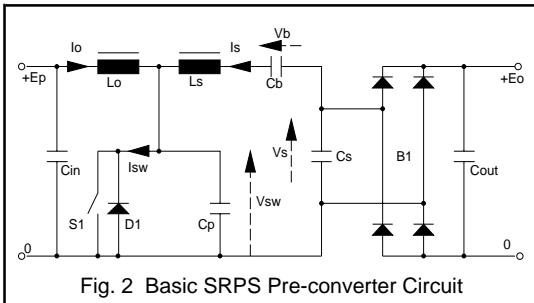 Io
Is
Vb
+Ep
Lo
Ls
Cb
+Eo
Cin
Isw
Vs
Cs
B1
Cout
S1
D1
Cp
Vsw
0
0
Fig. 2 Basic SRPS Pre-converter Circuit